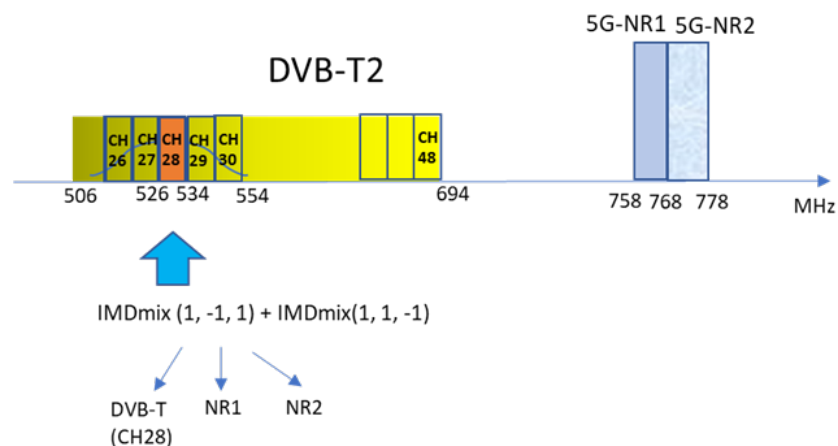 5G-NR1 5G-NR2
DVB-T2
CH 26
CH 27
CH 28
CH 29
CH 30
CH 48
506 526 534 554 694 758 768 778 MHz
IMDmix (1, -1, 1) + IMDmix(1, 1, -1)
DVB-T (CH28)
NR1
NR2